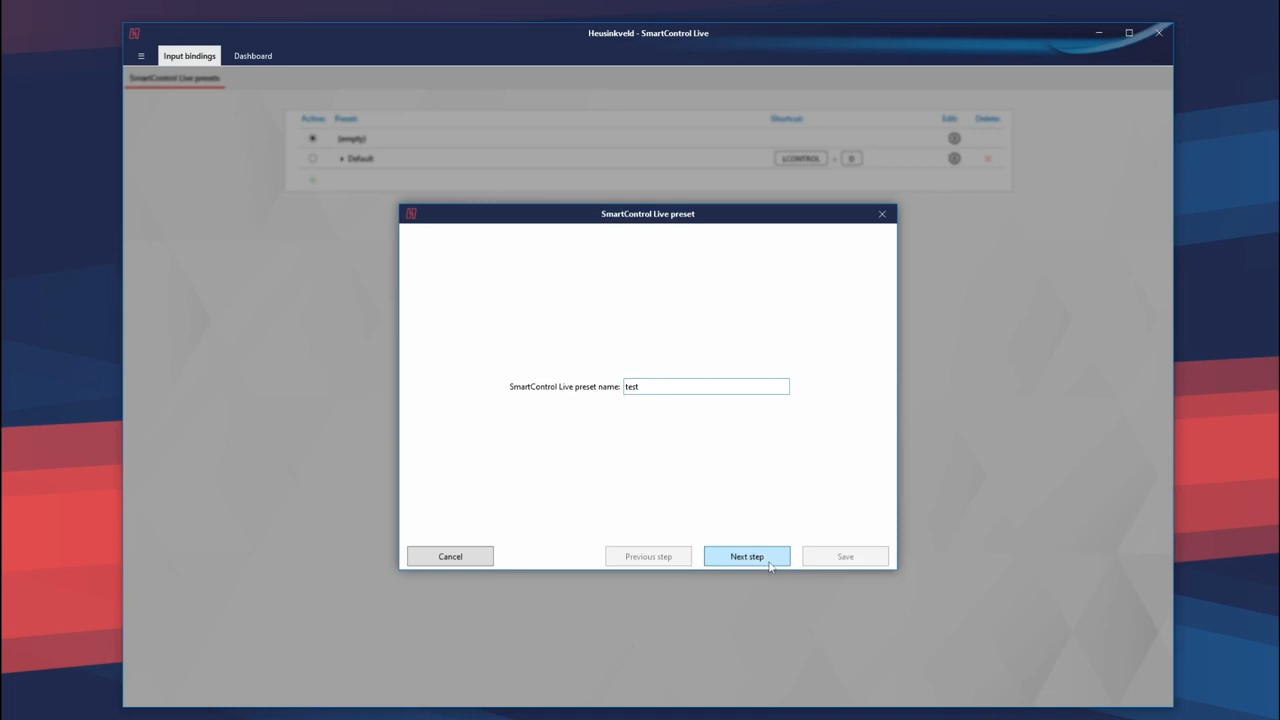 Heusinkveld - SmartControl Live
☰ Input bindings Dashboard
SmartControl Live presets
Active: Preset: Shortcut: Edit: Delete:
(empty)
Default LCONTROL + D
SmartControl Live preset
SmartControl Live preset name: test
Cancel Previous step Next step Save